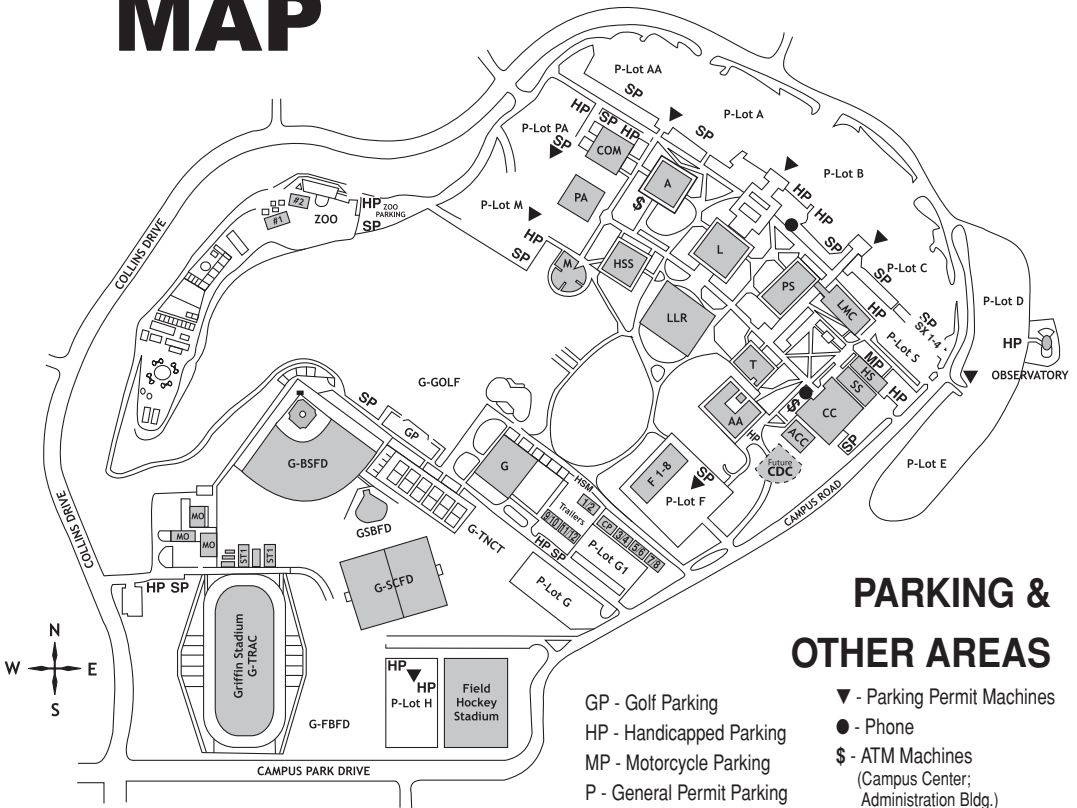 MAP
P-Lot AA
SP
HP
SP
HP
P-Lot A
SP
P-Lot PA
SP
COM
P-Lot B
A
HP
#2
#1
ZOO
HP
ZOO
PARKING
SP
PA
P-Lot M
$
HP
SP
HP
SP
M
HSS
L
P-Lot C
SP
COLLINS DRIVE
PS
LMC
HP
SP
SX 1-4
P-Lot D
LLR
P-Lot S
HP
OBSERVATORY
T
MP
HS
SS
HP
G-GOLF
SP
$
CC
AA
HP
ACC
SP
GP
G-BSFD
G
Future
CDC
P-Lot E
F 1-8
SP
P-Lot F
HSM
1/2
Trailers
9/10
11/12
CP
3/4
5/6
7/8
CAMPUS ROAD
COLLINS DRIVE
MO
MO
MO
GSBFD
G-TNCT
HP SP
P-Lot G1
ST1
ST1
G-SCFD
P-Lot G
HP SP
N
W
E
S
Griffin Stadium
G-TRAC
HP
HP
P-Lot H
Field
Hockey
Stadium
G-FBFD
CAMPUS PARK DRIVE
PARKING &
OTHER AREAS
GP - Golf Parking
HP - Handicapped Parking
MP - Motorcycle Parking
P - General Permit Parking
▼ - Parking Permit Machines
● - Phone
$ - ATM Machines
(Campus Center;
Administration Bldg.)